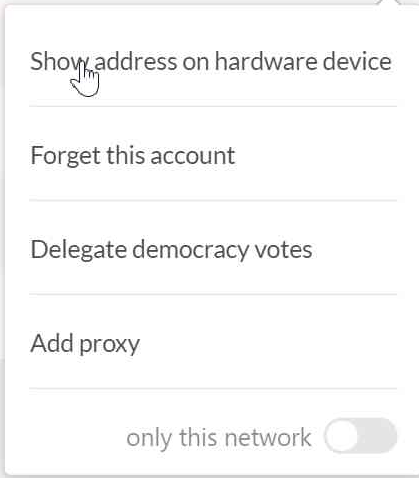 Show address on hardware device
Forget this account
Delegate democracy votes
Add proxy
only this network